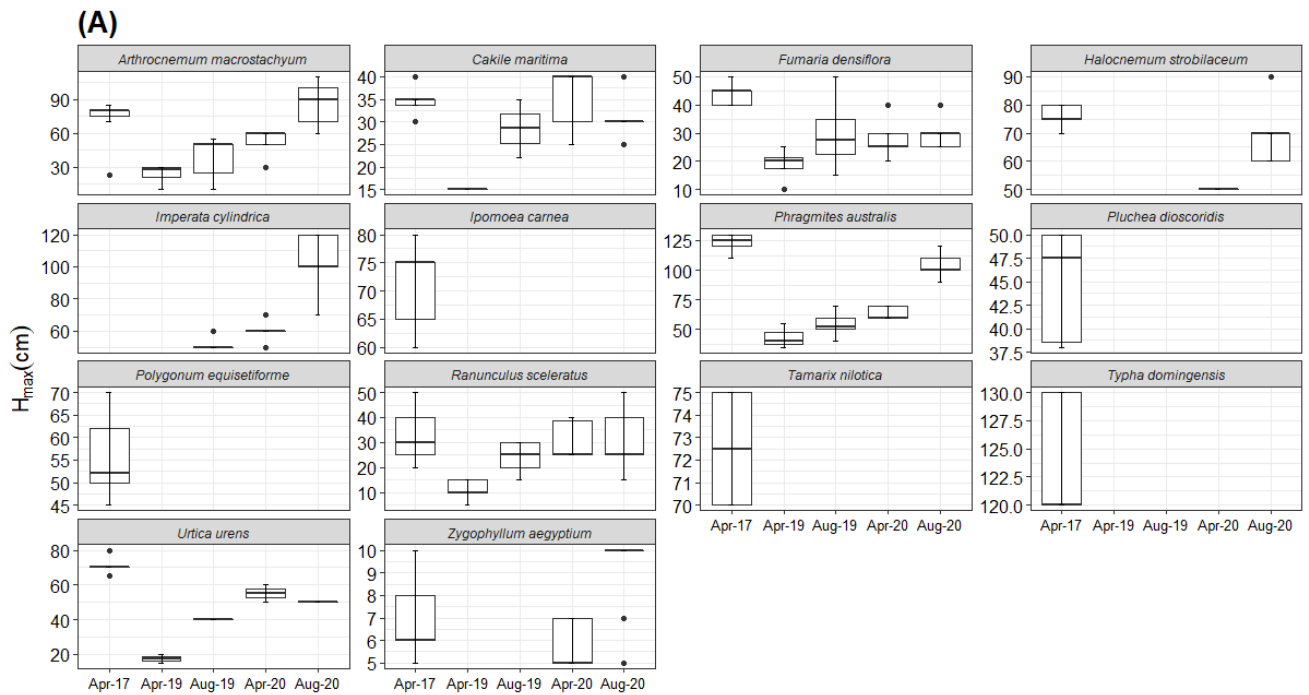 (A)
Arthrocnemum macrostachyum Cakile maritima Fumaria densiflora Halocnemum strobilaceum
90 60 30
40 35 30 25 20 15
50 40 30 20 10
90 80 70 60 50
Imperata cylindrica Ipomoea carnea Phragmites australis Pluchea dioscoridis
120 100 80 60
80 75 70 65 60
125 100 75 50
50.0 47.5 45.0 42.5 40.0 37.5
Hmax(cm)
Polygonum equisetiforme Ranunculus sceleratus Tamarix nilotica Typha domingensis
70 65 60 55 50 45
50 40 30 20 10
75 74 73 72 71 70
130.0 127.5 125.0 122.5 120.0
Apr-17 Apr-19 Aug-19 Apr-20 Aug-20 Apr-17 Apr-19 Aug-19 Apr-20 Aug-20
Urtica urens Zygophyllum aegyptium
80 60 40 20
10 9 8 7 6 5
Apr-17 Apr-19 Aug-19 Apr-20 Aug-20 Apr-17 Apr-19 Aug-19 Apr-20 Aug-20